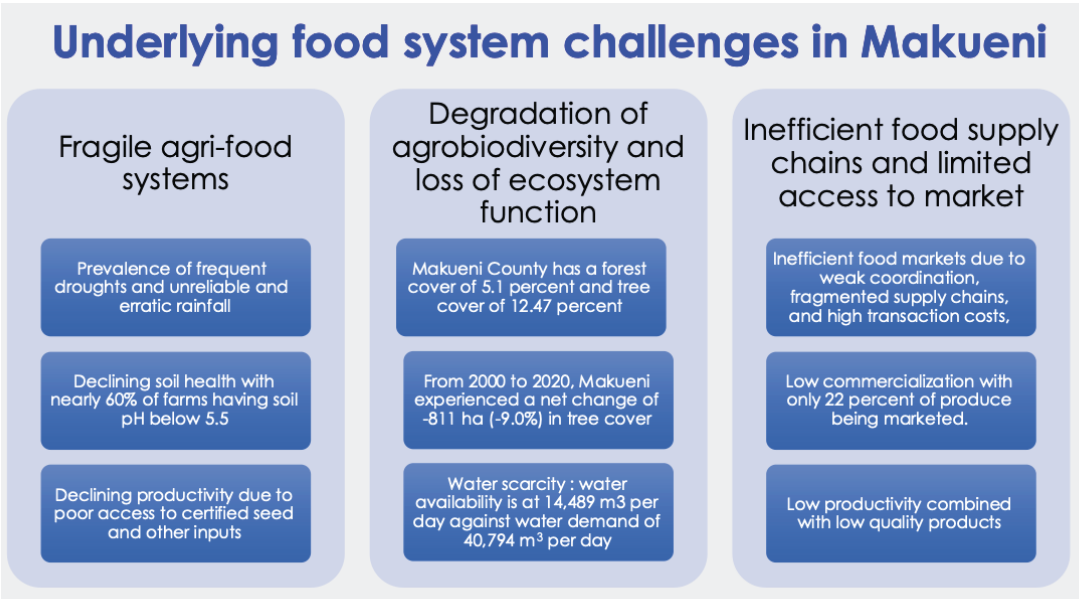 Underlying food system challenges in Makueni
Fragile agri-food
systems
Prevalence of frequent
droughts and unreliable and
erratic rainfall
Declining soil health with
nearly 60% of farms having soil
pH below 5.5
Declining productivity due to
poor access to certified seed
and other inputs
Degradation of
agrobiodiversity and
loss of ecosystem
function
Makueni County has a forest
cover of 5.1 percent and tree
cover of 12.47 percent
From 2000 to 2020, Makueni
experienced a net change of
-811 ha (-9.0%) in tree cover
Water scarcity : water
availability is at 14,489 m3 per
day against water demand of
40,794 m³ per day
Inefficient food supply
chains and limited
access to market
Inefficient food markets due to
weak coordination,
fragmented supply chains,
and high transaction costs,
Low commercialization with
only 22 percent of produce
being marketed.
Low productivity combined
with low quality products